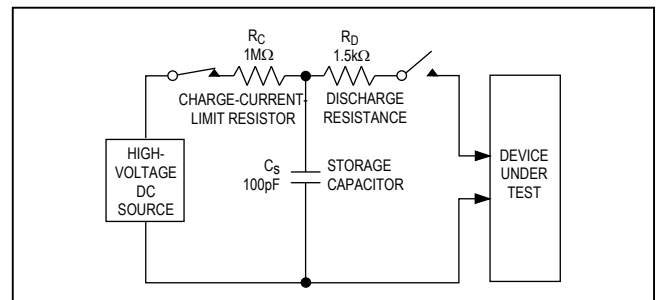 RC
1MΩ
RD
1.5kΩ
CHARGE-CURRENT-
LIMIT RESISTOR
DISCHARGE
RESISTANCE
HIGH-
VOLTAGE
DC
SOURCE
CS
100pF
STORAGE
CAPACITOR
DEVICE
UNDER
TEST